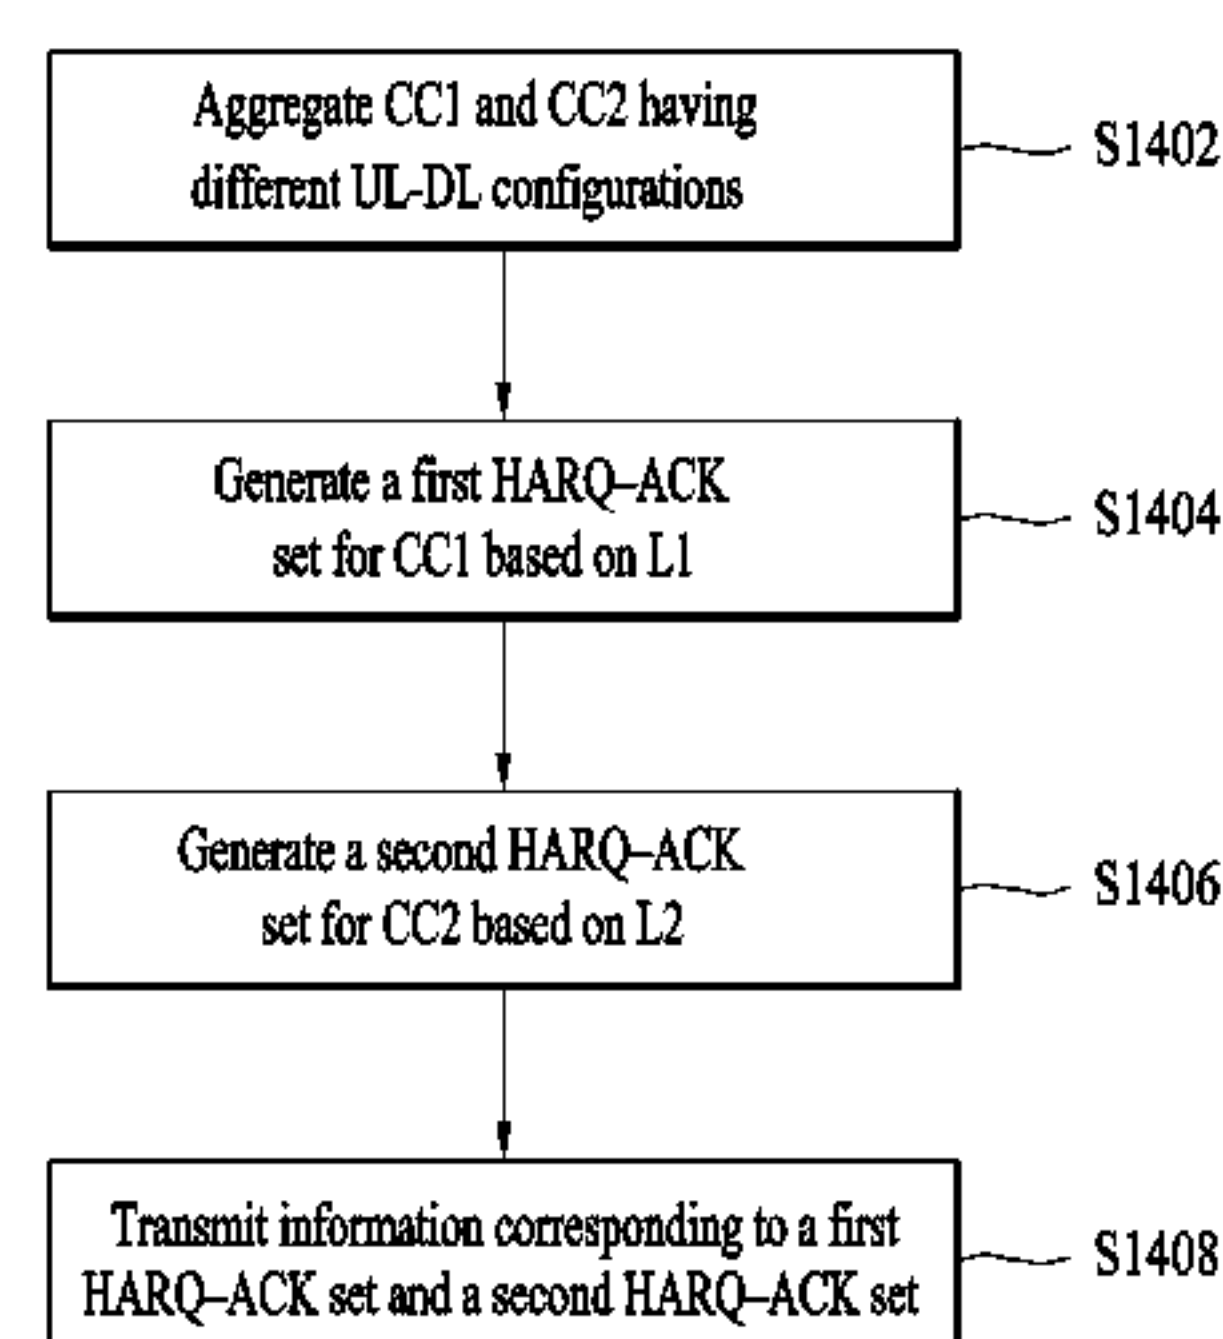 Aggregate CC1 and CC2 having
different UL-DL configurations
S1402
Generate a first HARQ–ACK
set for CC1 based on L1
S1404
Generate a second HARQ–ACK
set for CC2 based on L2
S1406
Transmit information corresponding to a first
HARQ–ACK set and a second HARQ–ACK set
S1408